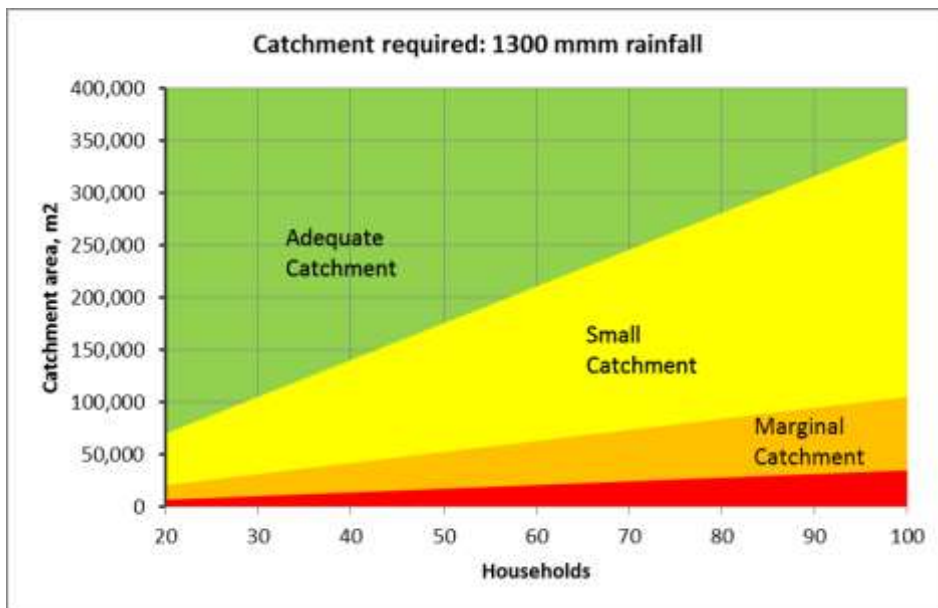 Catchment required: 1300 mmm rainfall
400,000
350,000
300,000
250,000
200,000
150,000
100,000
50,000
0
Catchment area, m2
Adequate
Catchment
Small
Catchment
Marginal
Catchment
20 30 40 50 60 70 80 90 100
Households